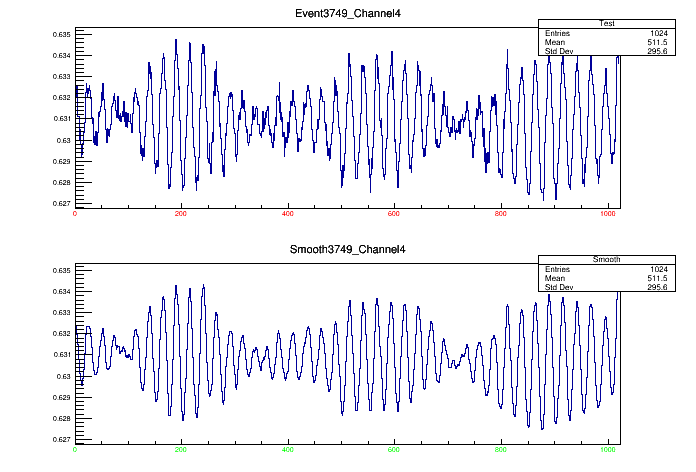 Event3749_Channel4
Test
Entries 1024
Mean 511.5
Std Dev 295.6
0.635
0.634
0.633
0.632
0.631
0.63
0.629
0.628
0.627
0 200 400 600 800 1000
Smooth3749_Channel4
Smooth
Entries 1024
Mean 511.5
Std Dev 295.6
0.635
0.634
0.633
0.632
0.631
0.63
0.629
0.628
0.627
0 200 400 600 800 1000